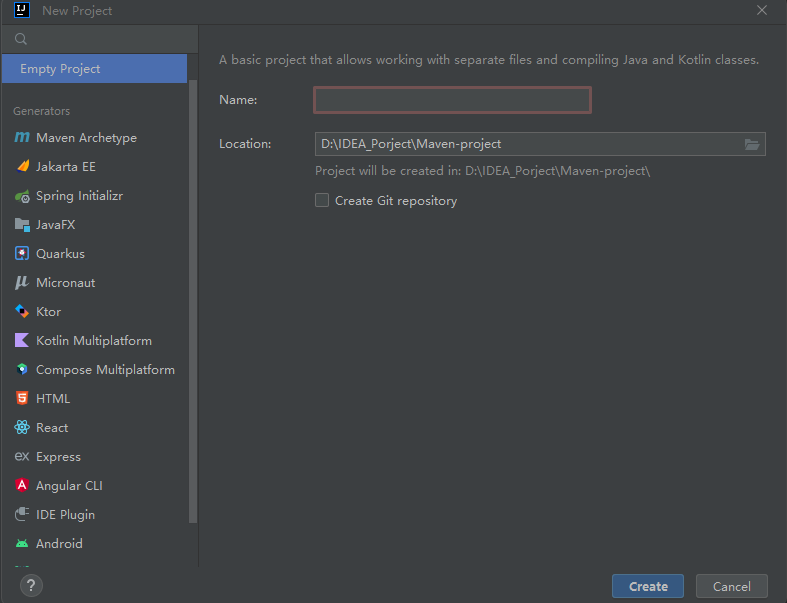 IJ
New Project
Empty Project
A basic project that allows working with separate files and compiling Java and Kotlin classes.
Name:
Location:
D:\IDEA_Porject\Maven-project
Project will be created in: D:\IDEA_Porject\Maven-project\
Create Git repository
Generators
m Maven Archetype
Jakarta EE
Spring Initializr
JavaFX
Quarkus
μ Micronaut
Ktor
Kotlin Multiplatform
Compose Multiplatform
5 HTML
React
ex Express
A Angular CLI
IDE Plugin
Android
?
Create
Cancel